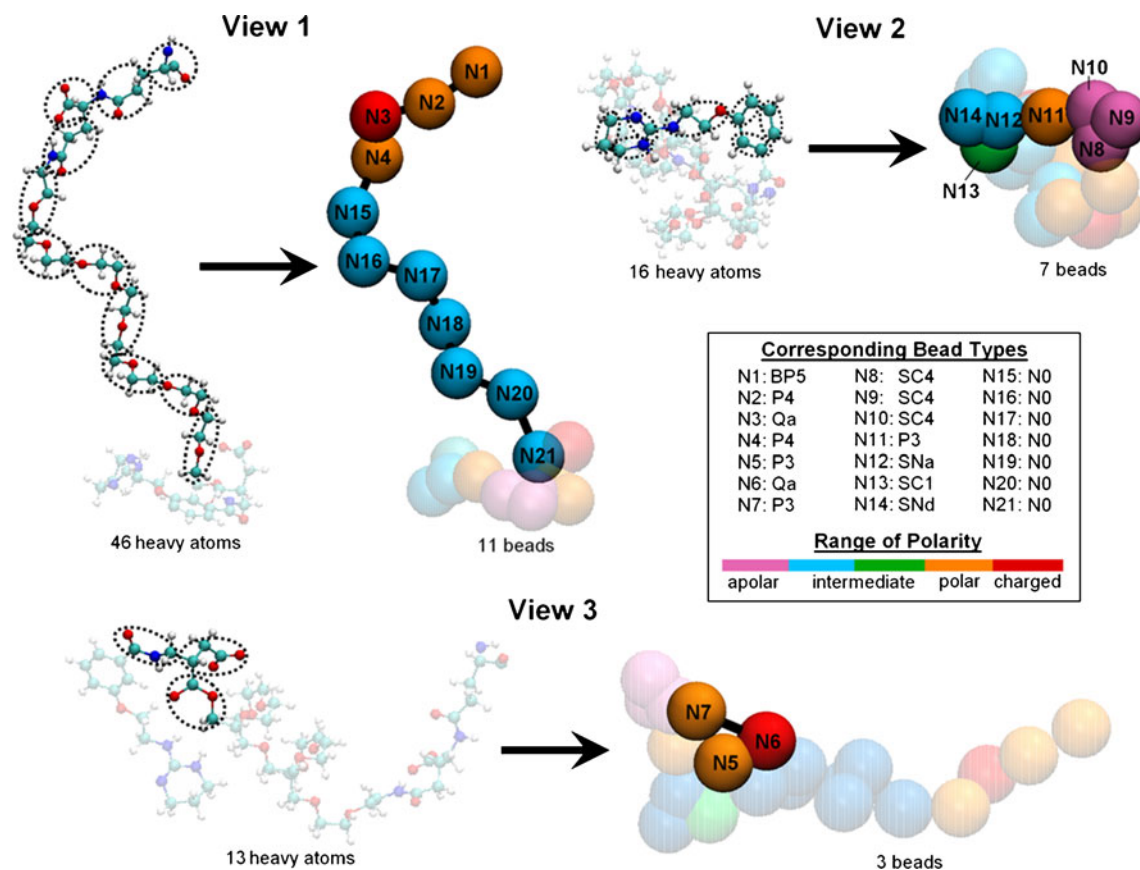 View 1
View 2
N1
N2
N3
N4
N15
N16
N17
N18
N19
N20
N21
46 heavy atoms
11 beads
N10
N14
N12
N11
N9
N8
N13
16 heavy atoms
7 beads
Corresponding Bead Types
N1: BP5 N8: SC4 N15: N0
N2: P4 N9: SC4 N16: N0
N3: Qa N10: SC4 N17: N0
N4: P4 N11: P3 N18: N0
N5: P3 N12: SNa N19: N0
N6: Qa N13: SC1 N20: N0
N7: P3 N14: SNd N21: N0
Range of Polarity
apolar intermediate polar charged
View 3
N7
N6
N5
13 heavy atoms
3 beads